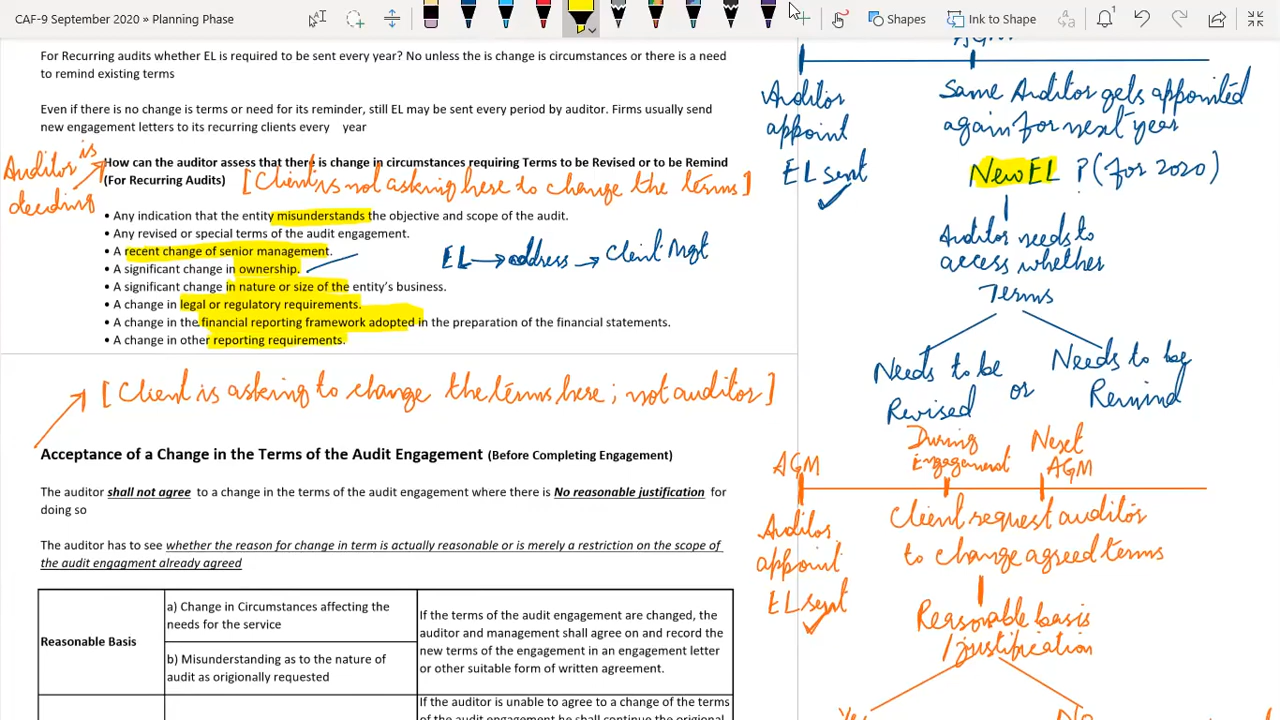 CAF-9 September 2020 » Planning Phase
Shapes
Ink to Shape
For Recurring audits whether EL is required to be sent every year? No unless the is change is circumstances or there is a need
to remind existing terms
Even if there is no change is terms or need for its reminder, still EL may be sent every period by auditor. Firms usually send
new engagement letters to its recurring clients every year
How can the auditor assess that there is change in circumstances requiring Terms to be Revised or to be Remind
(For Recurring Audits)
[Client is not asking here to change the terms]
Auditor is
deciding
• Any indication that the entity misunderstands the objective and scope of the audit.
• Any revised or special terms of the audit engagement.
• A recent change of senior management.
• A significant change in ownership.
EL → address → Client Mgt
• A significant change in nature or size of the entity's business.
• A change in legal or regulatory requirements.
• A change in the financial reporting framework adopted in the preparation of the financial statements.
• A change in other reporting requirements.
[Client is asking to change the terms here; not auditor]
Acceptance of a Change in the Terms of the Audit Engagement (Before Completing Engagement)
The auditor shall not agree to a change in the terms of the audit engagement where there is No reasonable justification for
doing so
The auditor has to see whether the reason for change in term is actually reasonable or is merely a restriction on the scope of
the audit engagment already agreed
Reasonable Basis
a) Change in Circumstances affecting the
needs for the service
b) Misunderstanding as to the nature of
audit as origionally requested
If the terms of the audit engagement are changed, the
auditor and management shall agree on and record the
new terms of the engagement in an engagement letter
or other suitable form of written agreement.
If the auditor is unable to agree to a change of the terms
of the audit engagement he shall continue the origional
AGM
Auditor
appoint
EL sent
Same Auditor gets appointed
again for next year
New EL ? (for 2020)
Auditor needs to
access whether
Terms
Needs to be
Revised
or
Needs to be
Remind
AGM
During
Engagement
Next
AGM
Auditor
appoint
EL sent
Client request auditor
to change agreed terms
Reasonable basis
/justification
Yes
No